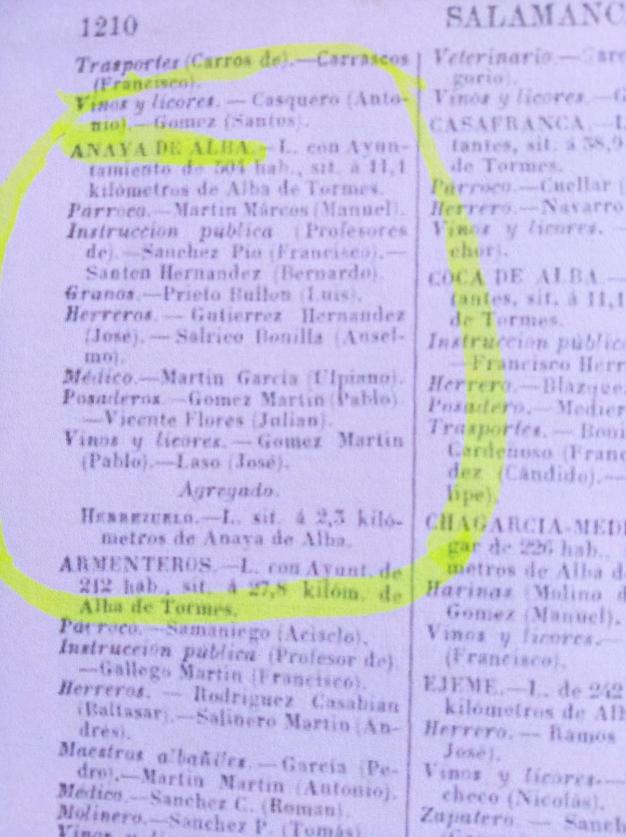 1210
SALAMANC
Trasportes (Carros de).—Carrascos
(Francisco).
Vinos y licores. — Casquero (Anto-
nio).—Gomez (Santos).
ANAYA DE ALBA.—L. con Ayun-
tamiento de 504 hab., sit. á 11,1
kilómetros de Alba de Tormes.
Párroco.—Martin Márcos (Manuel).
Instruccion pública (Profesores
de).—Sanchez Pio (Francisco).—
Santen Hernandez (Bernardo).
Granos.—Prieto Bullon (Luis).
Herreros. — Gutierrez Hernandez
(José). — Salrico Bonilla (Ansel-
mo).
Médico.—Martin Garcia (Ulpiano).
Posaderos.—Gomez Martin (Pablo)
—Vicente Flores (Julian).
Vinos y licores. — Gomez Martin
(Pablo).—Laso (José).
Agregado.
HERREZUELO.—L. sit. á 2,3 kiló-
metros de Anaya de Alba.
ARMENTEROS.—L. con Ayunt. de
212 hab., sit. á 27,8 kilóm. de
Alba de Tormes.
Párroco.—Samaniego (Acisclo).
Instrucción pública (Profesor de)
—Gallego Martin (Francisco).
Herreros. — Rodriguez Casabian
(Baltasar).—Salinero Martin (An-
drés).
Maestros albañiles.—García (Pe-
dro).—Martin Martin (Antonio).
Médico.—Sanchez C. (Roman).
Molinero.—Sanchez P. (Tomás).
Vinos
Veterinario.—
gorio).
Vinos y licores.—G
CASAFRANCA.—L
tantes, sit. á 38,9
de Tormes.
Párroco.—Cuellar (
Herrero.—Navarro
Vinos y licores. —
chor).
COCA DE ALBA.—
tantes, sit. á 11,1
de Tormes.
Instruccion públic
—Francisco Herr
Herrero.—Blazque
Posadero.—Medier
Trasportes. — Boni
Cardenoso (Franc
dez (Cándido).—
lipe).
CHAGARCIA-MEDI
gar de 226 hab.,
metros de Alba d
Harinas (Molino d
Gomez (Manuel).
Vinos y licores.—
(Francisco).
EJEME.—L. de 242
kilómetros de Alb
Herrero. — Ramos
José).
Vinos y licores.—
checo (Nicolás).
Zapatero. — Sanch